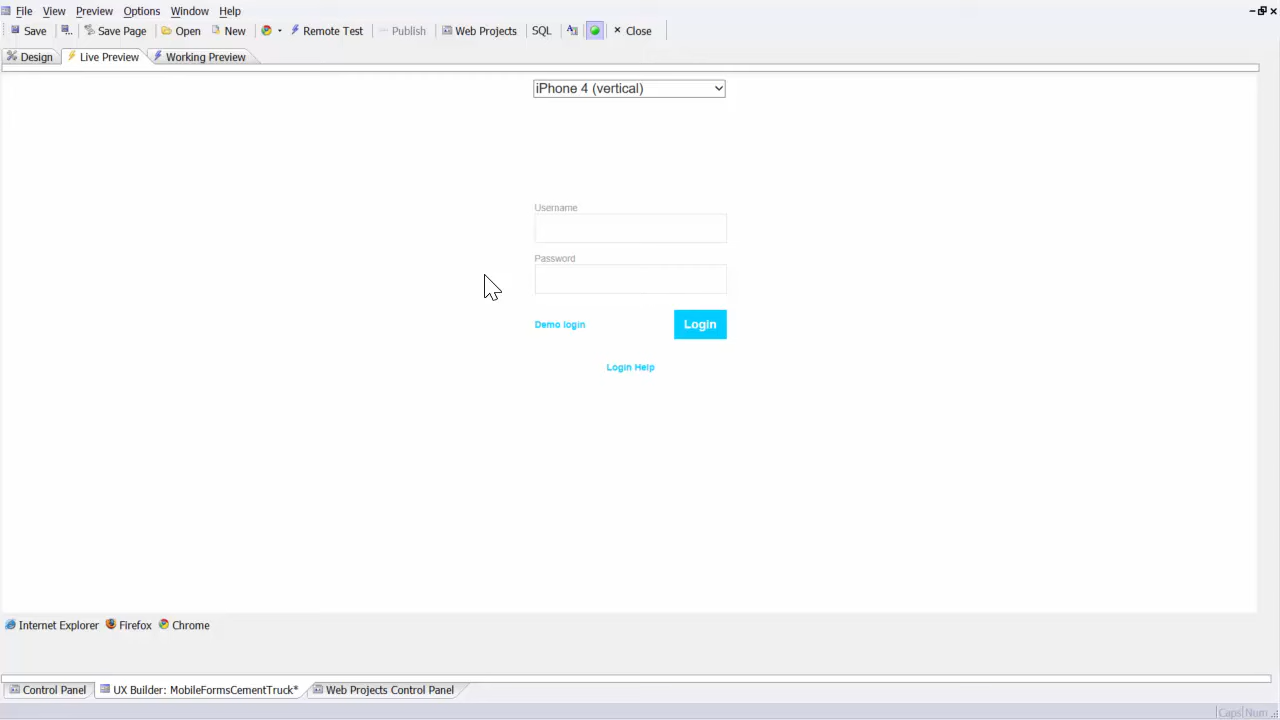 File View Preview Options Window Help
Save Save Page Open New Remote Test Publish Web Projects SQL Close
Design Live Preview Working Preview
iPhone 4 (vertical)
Username
Password
Demo login Login
Login Help
Internet Explorer Firefox Chrome
Control Panel UX Builder: MobileFormsCementTruck* Web Projects Control Panel
Caps Num